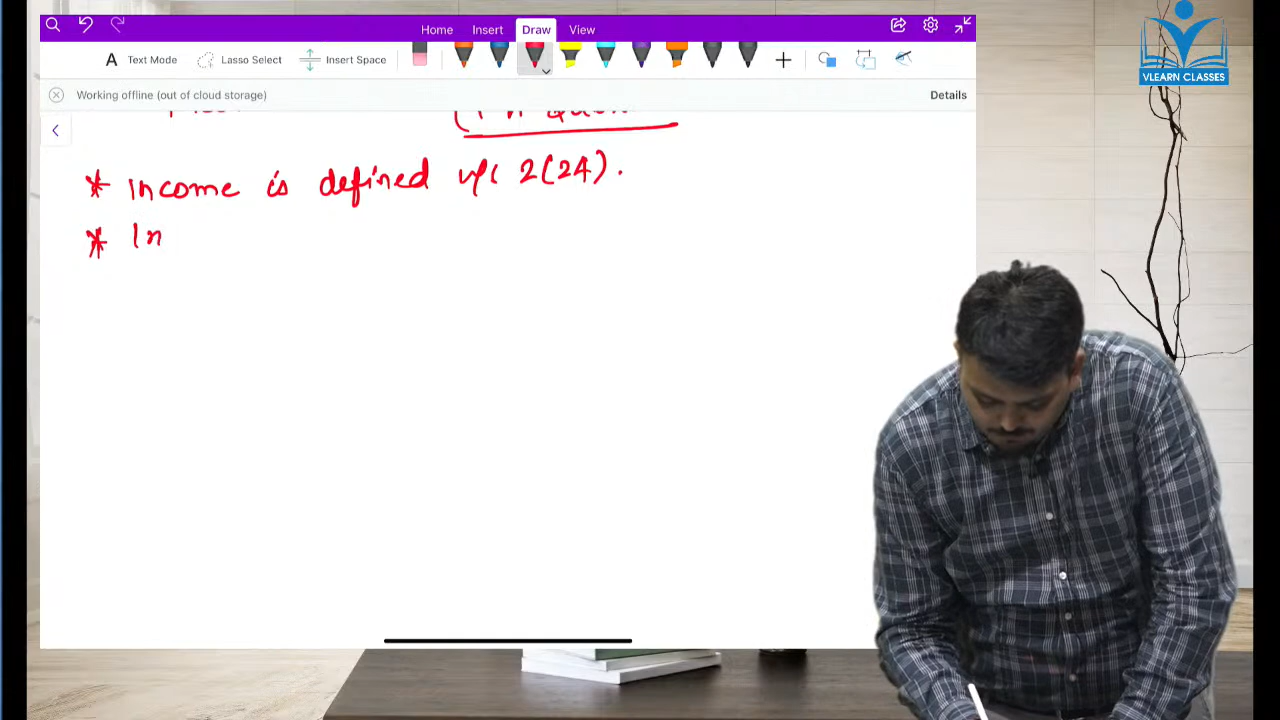 Home Insert Draw View
VLEARN CLASSES
A Text Mode Lasso Select Insert Space
Working offline (out of cloud storage) Details
* Income is defined u/s 2(24).
* In